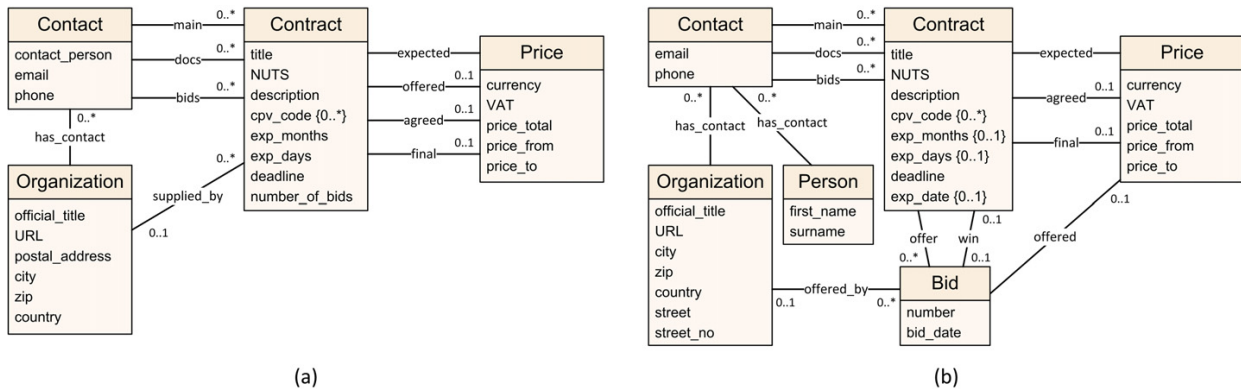 Contact
contact_person
email
phone
main
0..*
docs
0..*
bids
0..*
Contract
title
NUTS
description
cpv_code {0..*}
exp_months
exp_days
deadline
number_of_bids
expected
offered
0..1
agreed
0..1
final
0..1
Price
currency
VAT
price_total
price_from
price_to
0..*
has_contact
Organization
official_title
URL
postal_address
city
zip
country
0..*
supplied_by
0..1
(a)
Contact
email
phone
main
0..*
docs
0..*
bids
0..*
Contract
title
NUTS
description
cpv_code {0..*}
exp_months {0..1}
exp_days {0..1}
deadline
exp_date {0..1}
expected
agreed
0..1
final
0..1
Price
currency
VAT
price_total
price_from
price_to
0..*
has_contact
0..*
has_contact
Organization
official_title
URL
city
zip
country
street
street_no
Person
first_name
surname
0..1
offer
win
0..*
0..1
offered
0..1
offered_by
0..1
0..*
Bid
number
bid_date
(b)